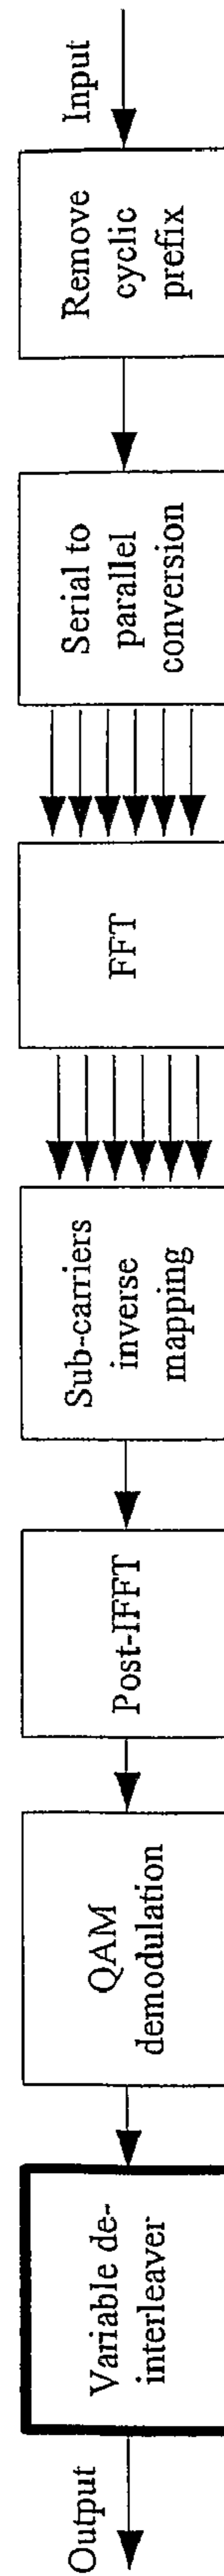 Input
Remove
cyclic
prefix
Serial to
parallel
conversion
FFT
Sub-carriers
inverse
mapping
Post-IFFT
QAM
demodulation
Variable de-
interleaver
Output